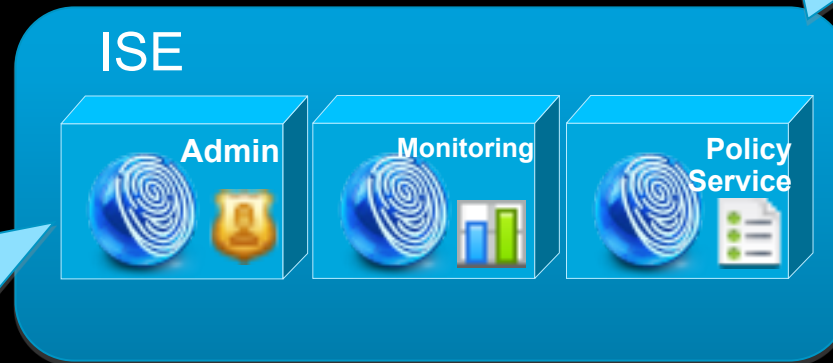 ISE
Admin
Monitoring
Policy
Service